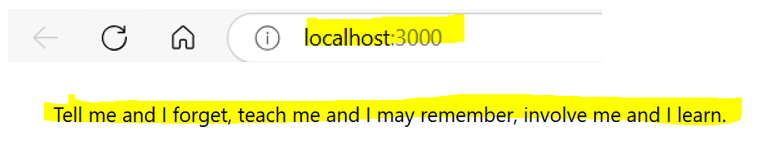 localhost:3000
Tell me and I forget, teach me and I may remember, involve me and I learn.